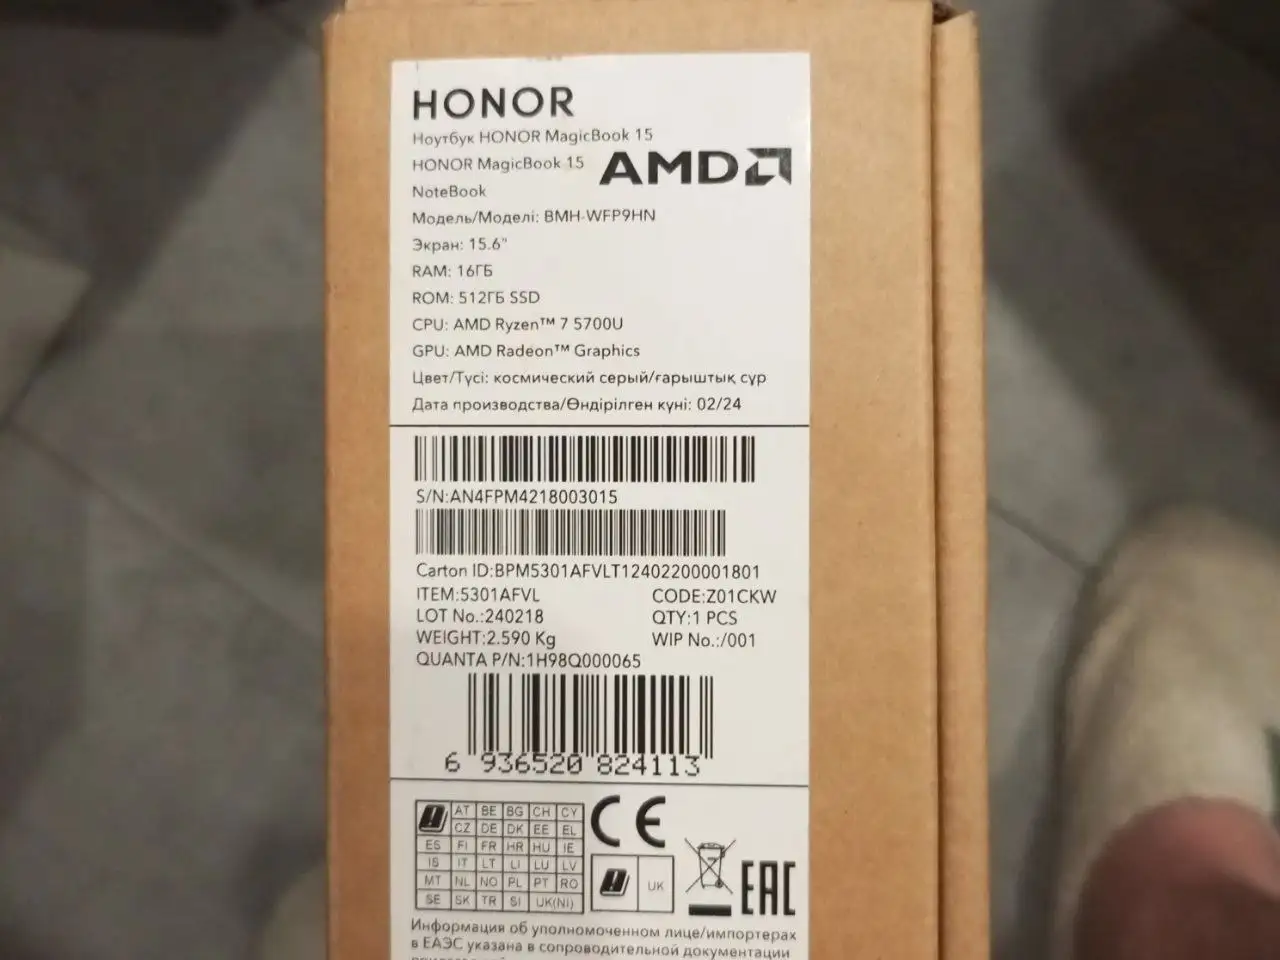 HONOR
Ноутбук HONOR MagicBook 15
HONOR MagicBook 15
AMD
NoteBook
Модель/Моделі: BMH-WFP9HN
Экран: 15.6"
RAM: 16ГБ
ROM: 512ГБ SSD
CPU: AMD Ryzen™ 7 5700U
GPU: AMD Radeon™ Graphics
Цвет/Түсі: космический серый/ғарыштық сұр
Дата производства/Өндірілген күні: 02/24
S/N:AN4FPM4218003015
Carton ID:BPM5301AFVLT12402200001801
ITEM:5301AFVL CODE:Z01CKW
LOT No.:240218 QTY:1 PCS
WEIGHT:2.590 Kg WIP No.:/001
QUANTA P/N:1H98Q000065
6 936520 824113
AT BE BG CH CY
CZ DE DK EE EL
ES FI FR HR HU IE
IS IT LT LI LU LV
MT NL NO PL PT RO
SE SK TR SI UK(NI)
CE
UK
EAC
Информация об уполномоченном лице/импортерах
в ЕАЭС указана в сопроводительной документации